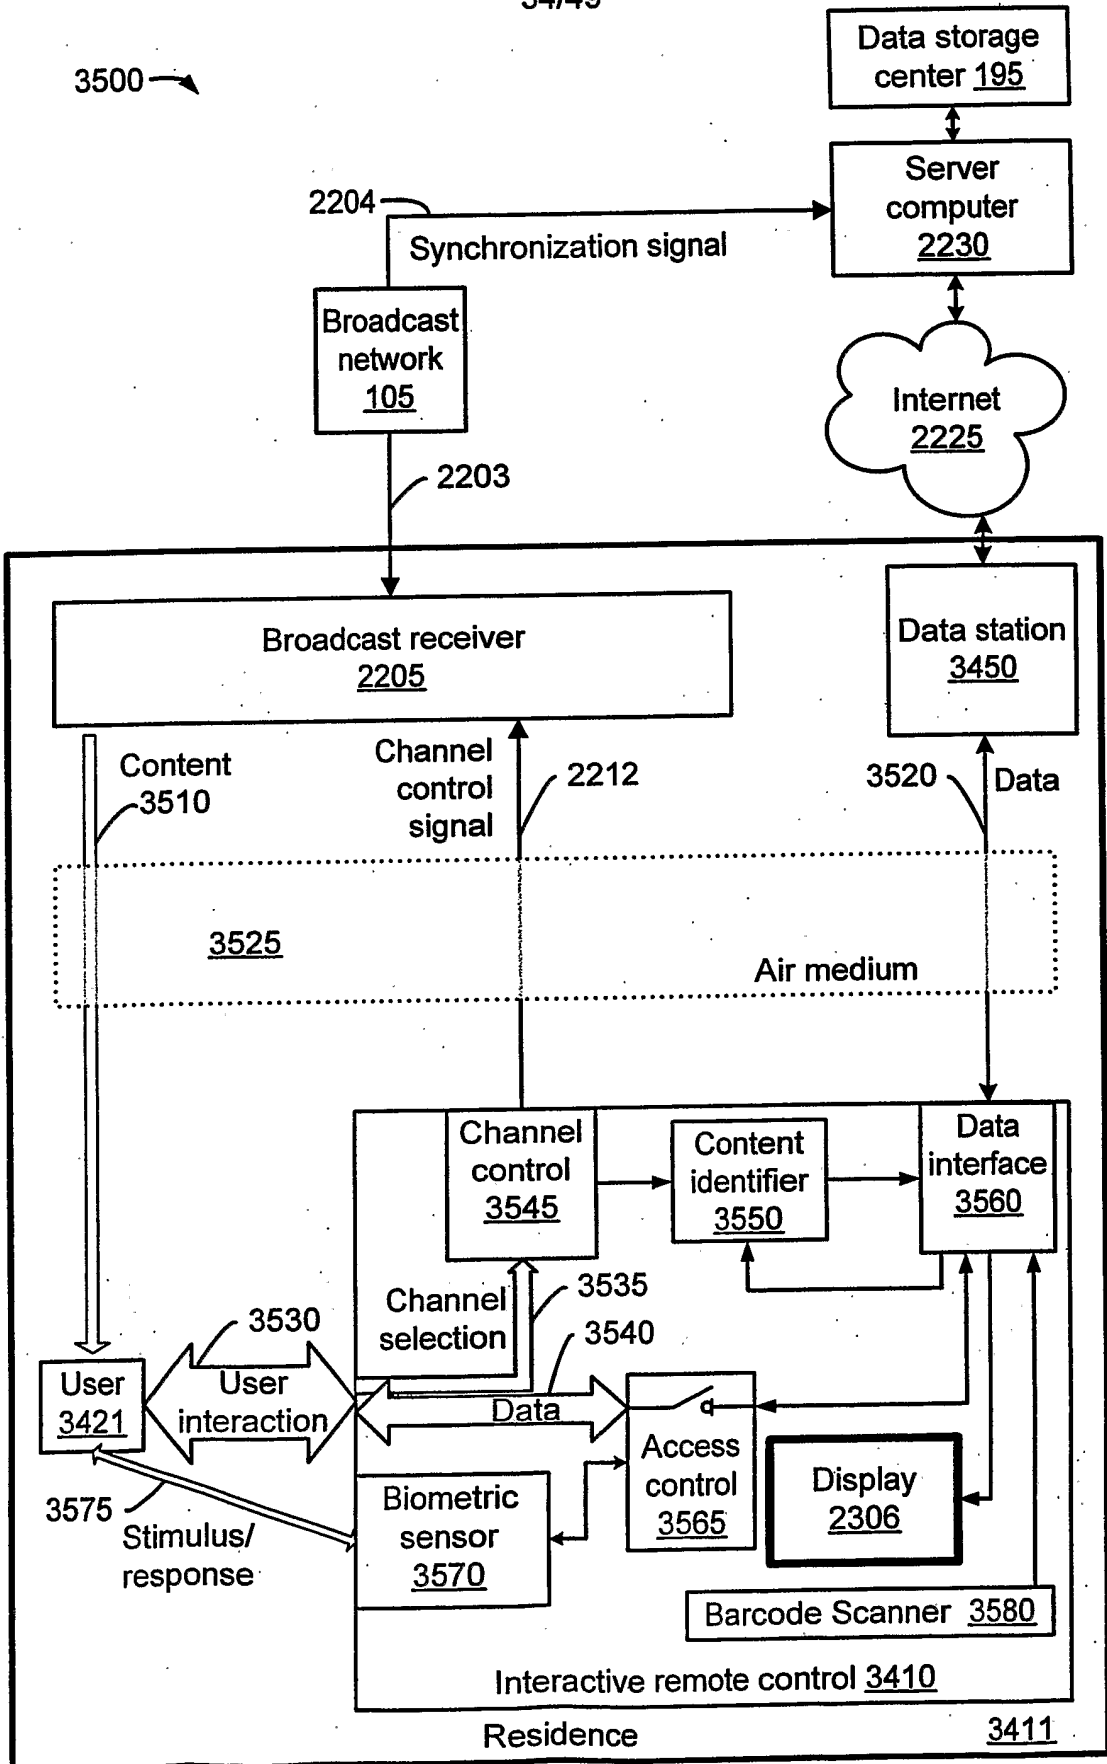 34/49
3500
Data storage
center 195
Server
computer
2230
2204
Synchronization signal
Broadcast
network
105
Internet
2225
2203
Broadcast receiver
2205
Data station
3450
Content
3510
Channel
control
signal
2212
3520
Data
3525
Air medium
Channel
control
3545
Content
identifier
3550
Data
interface
3560
Channel
selection
3535
3530
3540
User
3421
User
interaction
Data
Access
control
3565
Display
2306
3575
Stimulus/
response
Biometric
sensor
3570
Barcode Scanner 3580
Interactive remote control 3410
Residence
3411